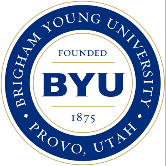 BRIGHAM YOUNG UNIVERSITY
FOUNDED
BYU
1875
• PROVO, UTAH •